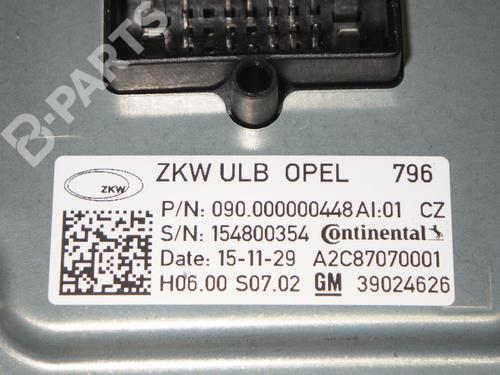 B-PARTS
ZKW
ZKW ULB OPEL 796
P/N: 090.000000448 AI:01 CZ
S/N: 154800354 Continental
Date: 15-11-29 A2C87070001
H06.00 S07.02 GM 39024626